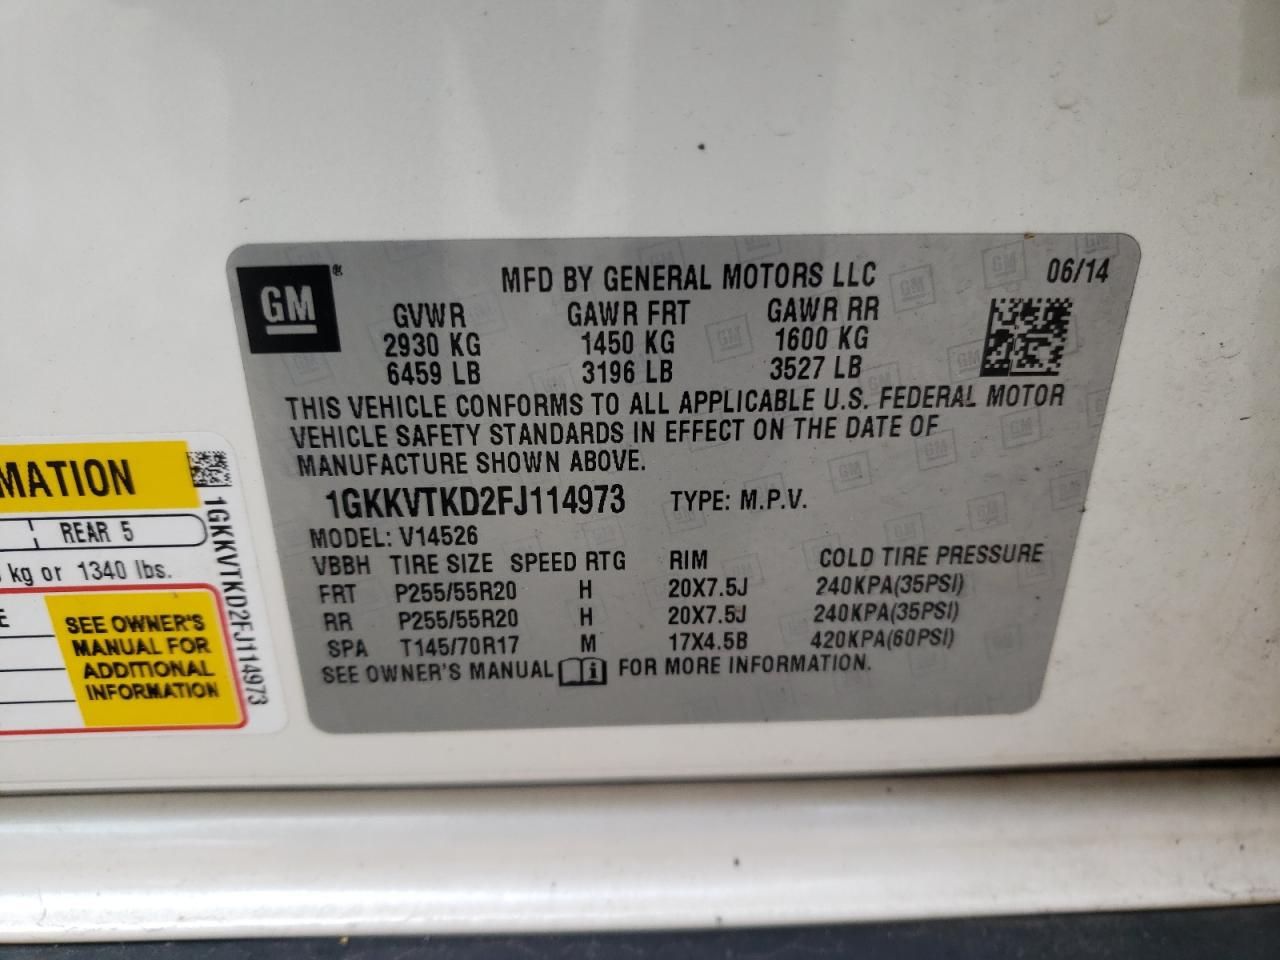 GM ®
MFD BY GENERAL MOTORS LLC 06/14
GVWR GAWR FRT GAWR RR
2930 KG 1450 KG 1600 KG
6459 LB 3196 LB 3527 LB
THIS VEHICLE CONFORMS TO ALL APPLICABLE U.S. FEDERAL MOTOR
VEHICLE SAFETY STANDARDS IN EFFECT ON THE DATE OF
MANUFACTURE SHOWN ABOVE.
1GKKVTKD2FJ114973 TYPE: M.P.V.
MODEL: V14526
VBBH TIRE SIZE SPEED RTG RIM COLD TIRE PRESSURE
FRT P255/55R20 H 20X7.5J 240KPA(35PSI)
RR P255/55R20 H 20X7.5J 240KPA(35PSI)
SPA T145/70R17 M 17X4.5B 420KPA(60PSI)
SEE OWNER'S MANUAL i FOR MORE INFORMATION.
MATION
REAR 5
kg or 1340 lbs.
E
SEE OWNER'S
MANUAL FOR
ADDITIONAL
INFORMATION
1GKKVTKD2FJ114973